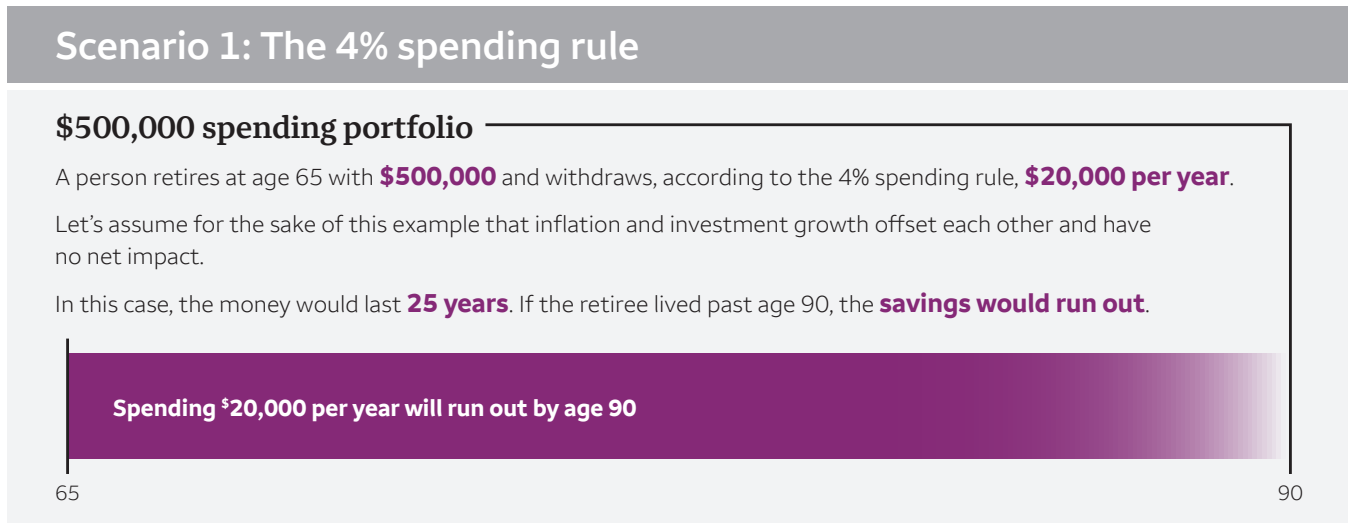 Scenario 1: The 4% spending rule
$500,000 spending portfolio
A person retires at age 65 with $500,000 and withdraws, according to the 4% spending rule, $20,000 per year.
Let’s assume for the sake of this example that inflation and investment growth offset each other and have
no net impact.
In this case, the money would last 25 years. If the retiree lived past age 90, the savings would run out.
Spending $20,000 per year will run out by age 90
65
90